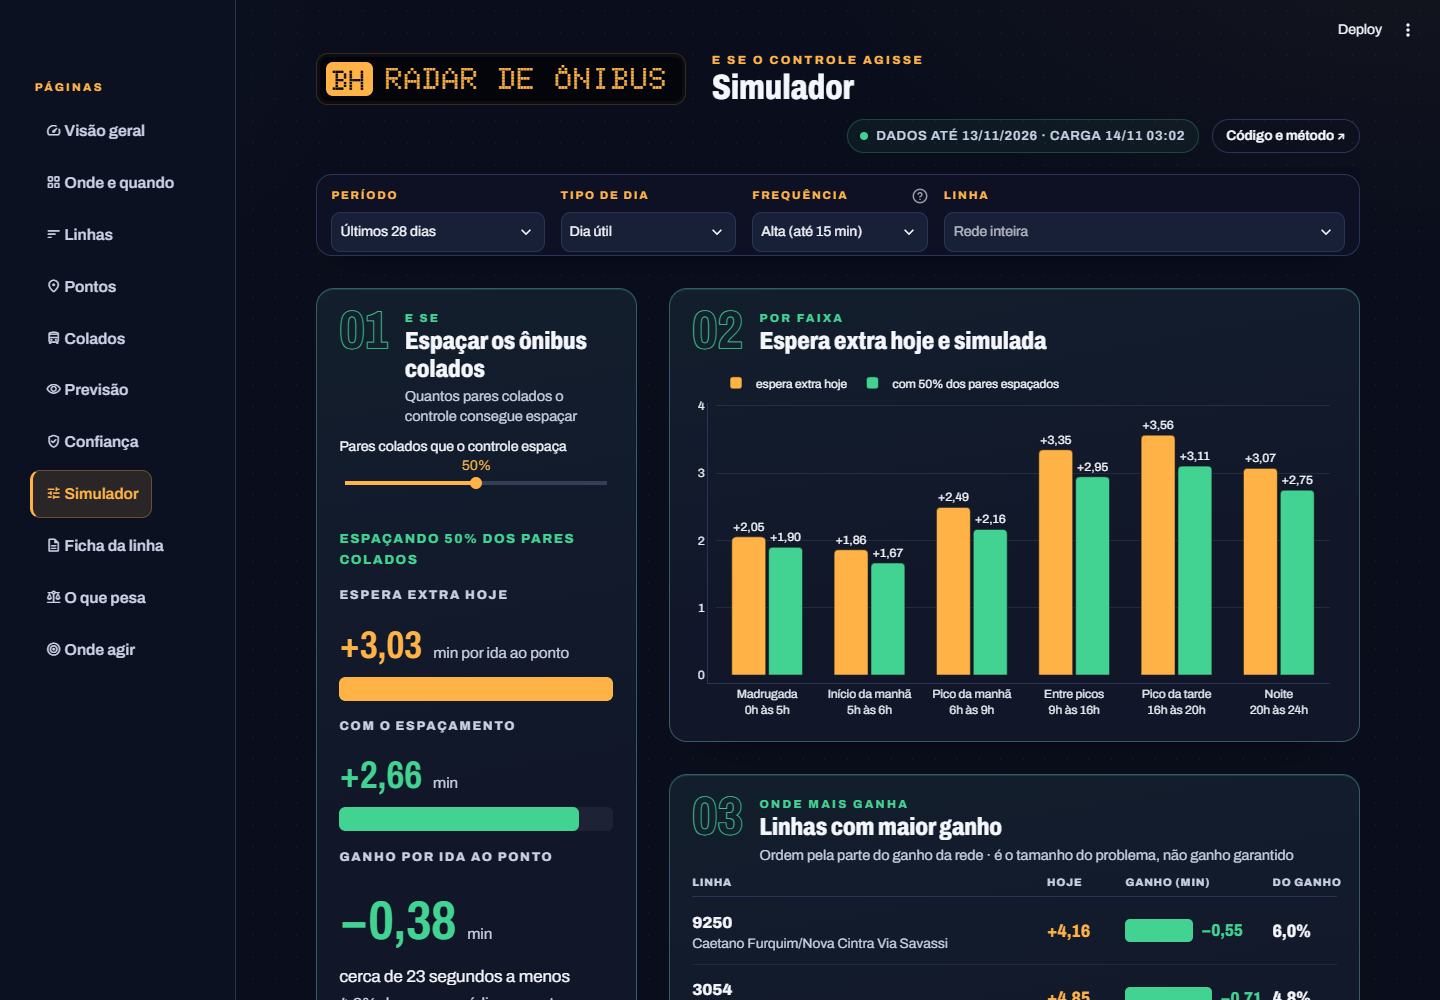 Deploy
PÁGINAS
Visão geral
Onde e quando
Linhas
Pontos
Colados
Previsão
Confiança
Simulador
Ficha da linha
O que pesa
Onde agir
BH RADAR DE ÔNIBUS
E SE O CONTROLE AGISSE
Simulador
DADOS ATÉ 13/11/2026 · CARGA 14/11 03:02
Código e método ↗
PERÍODO
Últimos 28 dias
TIPO DE DIA
Dia útil
FREQUÊNCIA
Alta (até 15 min)
LINHA
Rede inteira
01
E SE
Espaçar os ônibus
colados
Quantos pares colados o
controle consegue espaçar
Pares colados que o controle espaça
50%
ESPAÇANDO 50% DOS PARES
COLADOS
ESPERA EXTRA HOJE
+3,03 min por ida ao ponto
COM O ESPAÇAMENTO
+2,66 min
GANHO POR IDA AO PONTO
−0,38 min
cerca de 23 segundos a menos
02
POR FAIXA
Espera extra hoje e simulada
espera extra hoje
com 50% dos pares espaçados
4
3
2
1
0
+2,05
+1,90
+1,86
+1,67
+2,49
+2,16
+3,35
+2,95
+3,56
+3,11
+3,07
+2,75
Madrugada
0h às 5h
Início da manhã
5h às 6h
Pico da manhã
6h às 9h
Entre picos
9h às 16h
Pico da tarde
16h às 20h
Noite
20h às 24h
03
ONDE MAIS GANHA
Linhas com maior ganho
Ordem pela parte do ganho da rede · é o tamanho do problema, não ganho garantido
LINHA HOJE GANHO (MIN) DO GANHO
9250
Caetano Furquim/Nova Cintra Via Savassi
+4,16 −0,55 6,0%
3054
+4,85 −0,71 4,8%